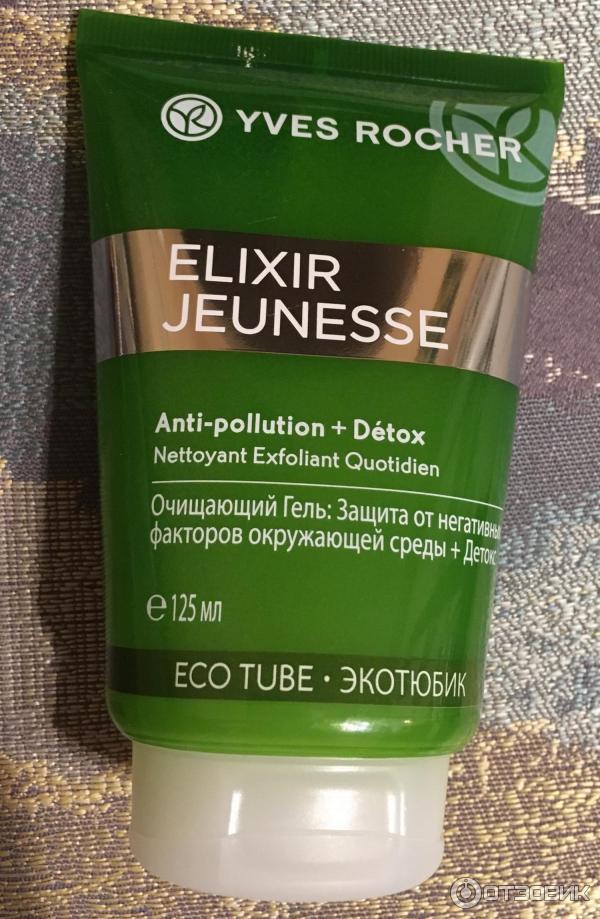 YVES ROCHER
ELIXIR
JEUNESSE
Anti-pollution + Détox
Nettoyant Exfoliant Quotidien
Очищающий Гель: Защита от
факторов окружающей среды + Детокс
℮125 МЛ
ECO TUBE • ЭКОТЮБИК
ОТЗОВИК